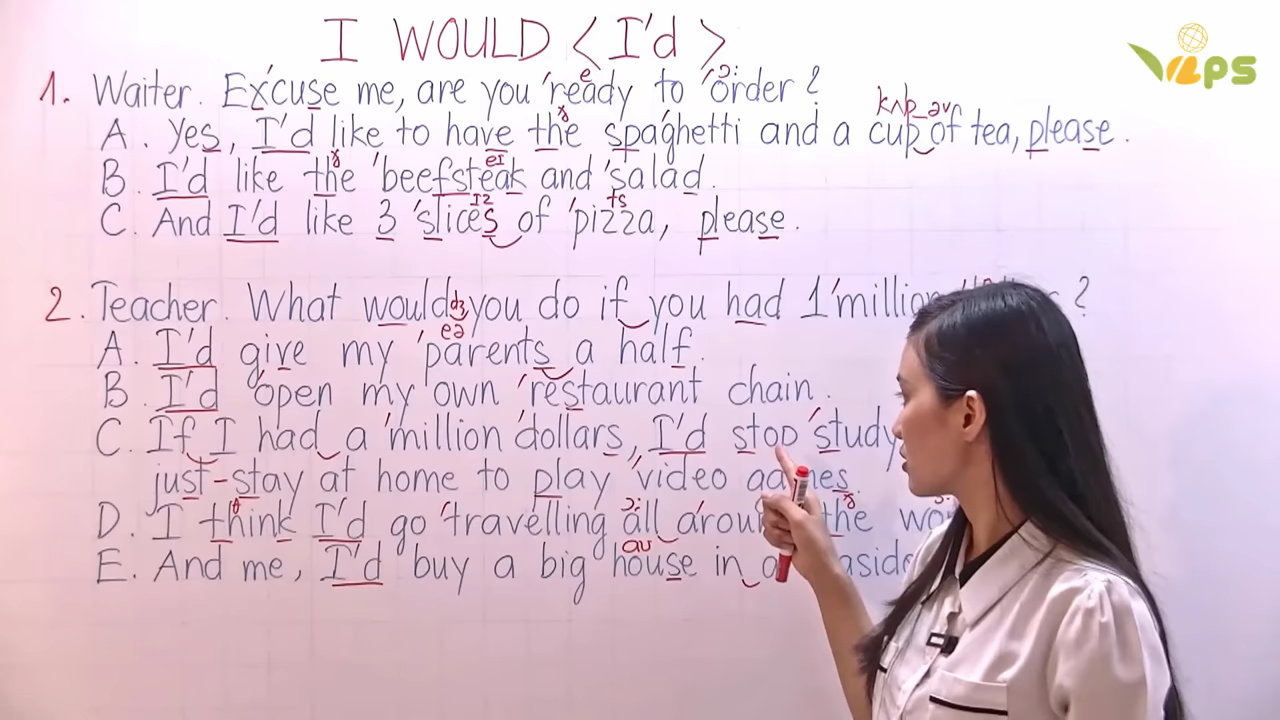 I WOULD <I'd>
1. Waiter. Excuse me, are you 'ready to 'order?
A. Yes, I'd like to have the spaghetti and a cup of tea, please.
B. I'd like the 'beefsteak and 'salad.
C. And I'd like 3 'slices of 'pizza, please.
2. Teacher. What would you do if you had 1 'million ?
A. I'd give my 'parents a half.
B. I'd 'open my own 'restaurant chain.
C. If I had a 'million 'dollars, I'd stop 'study
just stay at home to play 'video games.
D. I think I'd go 'travelling all around the
E. And me, I'd buy a big house in
VLPS